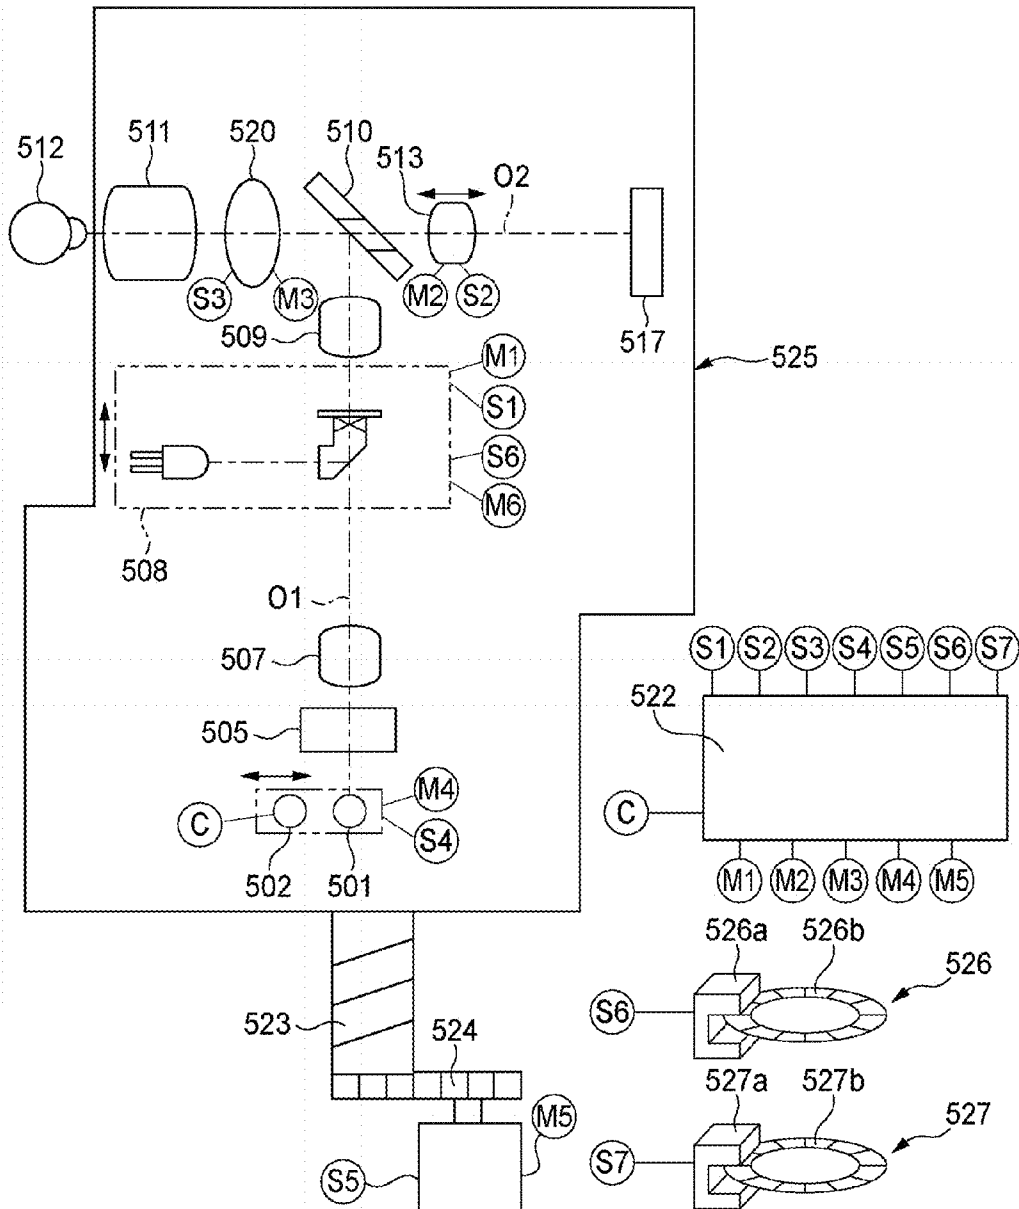 511 520 510
512 513 O2
S3 M3 M2 S2
509 517
M1 525
S1
S6
M6
508
O1
507 S1 S2 S3 S4 S5 S6 S7
522
505
M4
C S4 C
502 501
M1 M2 M3 M4 M5
526a 526b
526
523 524 S6
527a 527b
M5 527
S5 S7